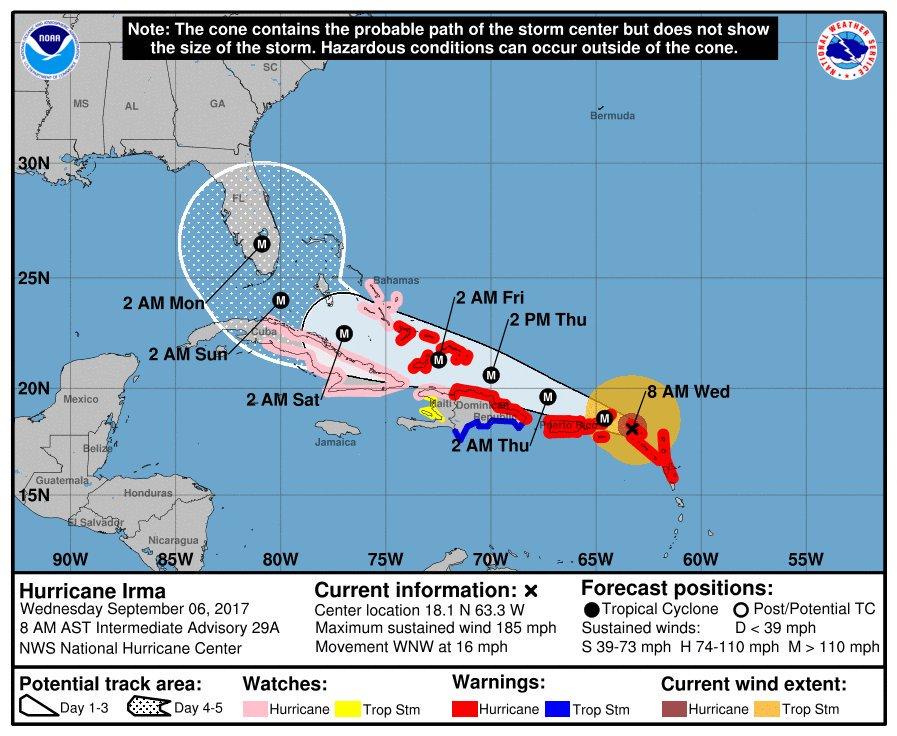 Note: The cone contains the probable path of the storm center but does not show
the size of the storm. Hazardous conditions can occur outside of the cone.
NOAA
NATIONAL WEATHER SERVICE
SC
MS
AL
GA
Bermuda
30N
FL
25N
Bahamas
2 AM Mon
2 AM Fri
2 PM Thu
Cuba
2 AM Sun
20N
2 AM Sat
8 AM Wed
Mexico
Haiti
Dominican
Republic
Puerto Rico
Jamaica
2 AM Thu
Belize
Guatemala
15N
Honduras
El Salvador
Nicaragua
M
M
M
M
M
M
M
90W 85W 80W 75W 70W 65W 60W 55W
Hurricane Irma
Wednesday September 06, 2017
8 AM AST Intermediate Advisory 29A
NWS National Hurricane Center
Current information: ×
Center location 18.1 N 63.3 W
Maximum sustained wind 185 mph
Movement WNW at 16 mph
Forecast positions:
Tropical Cyclone Post/Potential TC
Sustained winds: D < 39 mph
S 39-73 mph H 74-110 mph M > 110 mph
Potential track area:
Day 1-3 Day 4-5
Watches:
Hurricane Trop Stm
Warnings:
Hurricane Trop Stm
Current wind extent:
Hurricane Trop Stm